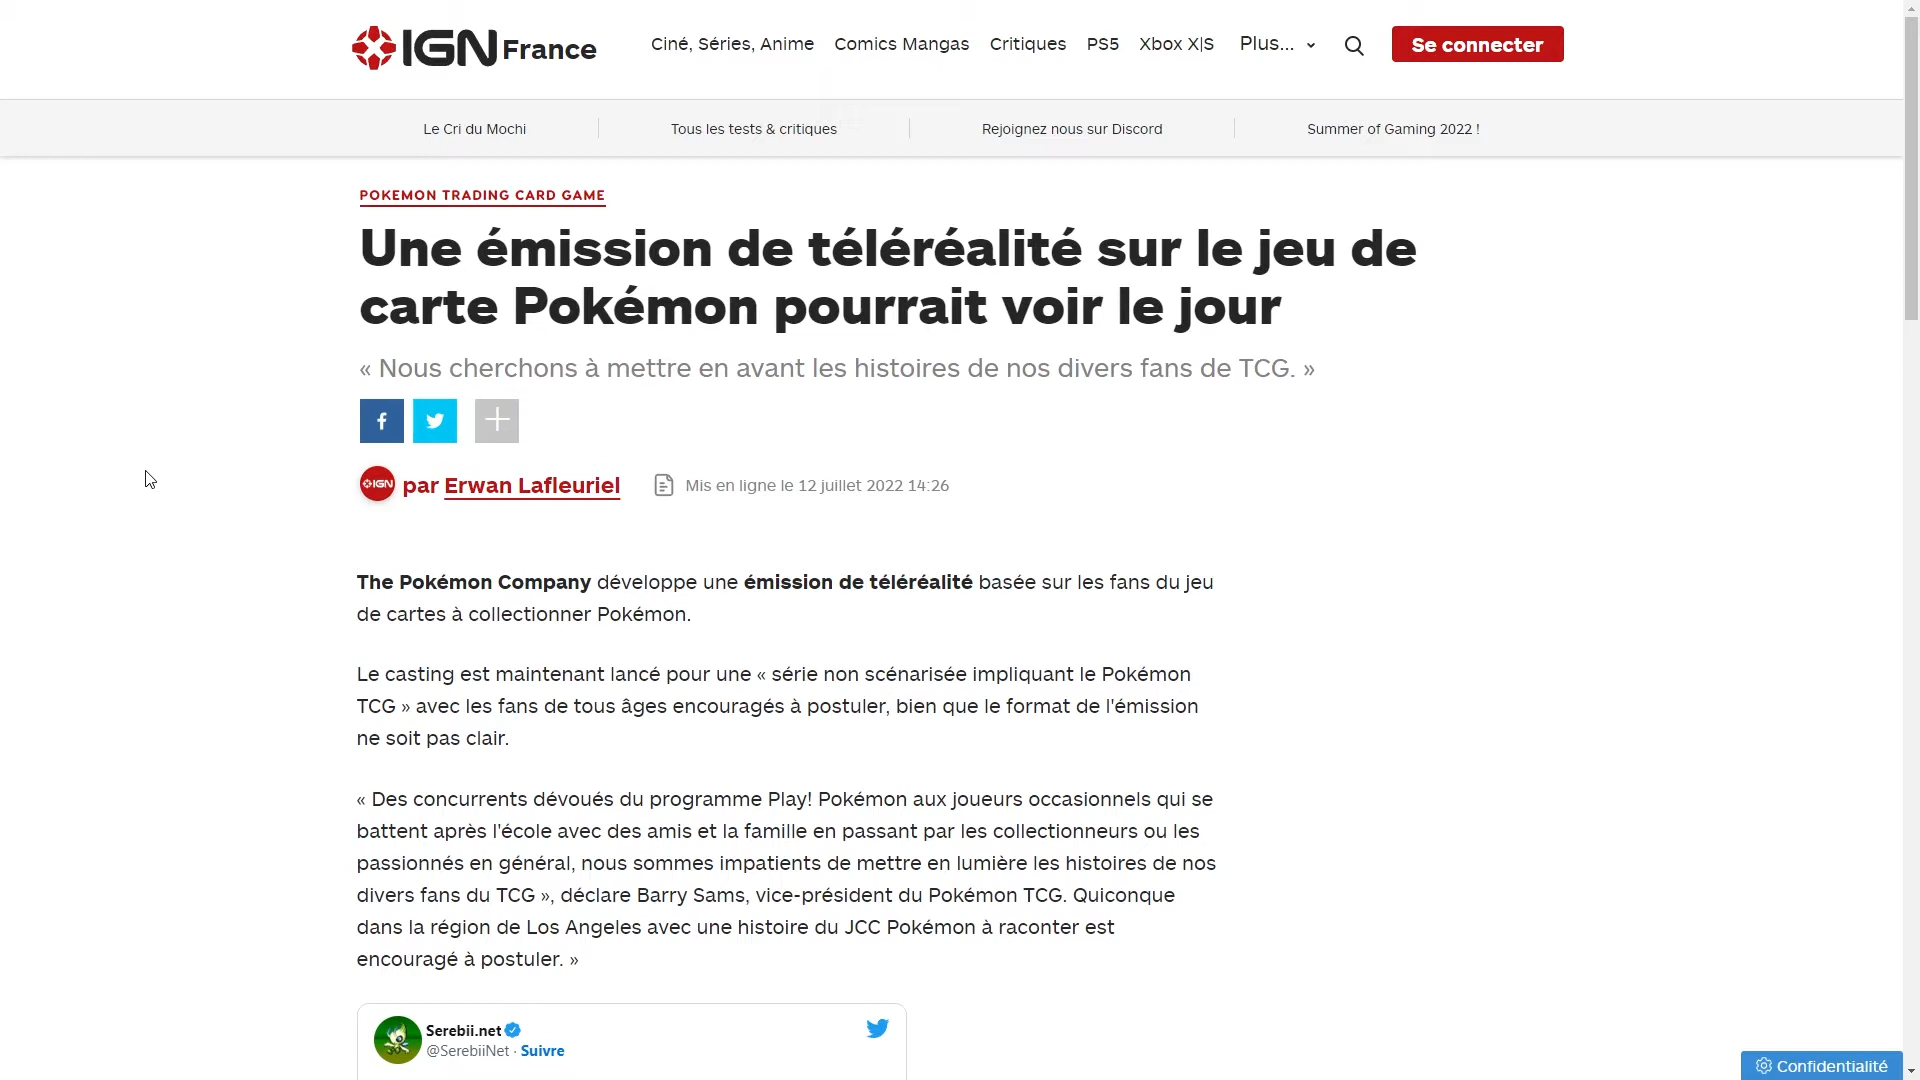 IGN France
Ciné, Séries, Anime
Comics Mangas
Critiques
PS5
Xbox X|S
Plus...
Se connecter
Le Cri du Mochi
Tous les tests & critiques
Rejoignez nous sur Discord
Summer of Gaming 2022 !
POKEMON TRADING CARD GAME
Une émission de téléréalité sur le jeu de
carte Pokémon pourrait voir le jour
« Nous cherchons à mettre en avant les histoires de nos divers fans de TCG. »
IGN
par Erwan Lafleuriel
Mis en ligne le 12 juillet 2022 14:26
The Pokémon Company développe une émission de téléréalité basée sur les fans du jeu
de cartes à collectionner Pokémon.
Le casting est maintenant lancé pour une « série non scénarisée impliquant le Pokémon
TCG » avec les fans de tous âges encouragés à postuler, bien que le format de l'émission
ne soit pas clair.
« Des concurrents dévoués du programme Play! Pokémon aux joueurs occasionnels qui se
battent après l'école avec des amis et la famille en passant par les collectionneurs ou les
passionnés en général, nous sommes impatients de mettre en lumière les histoires de nos
divers fans du TCG », déclare Barry Sams, vice-président du Pokémon TCG. Quiconque
dans la région de Los Angeles avec une histoire du JCC Pokémon à raconter est
encouragé à postuler. »
Serebii.net
@SerebiiNet · Suivre
Confidentialité